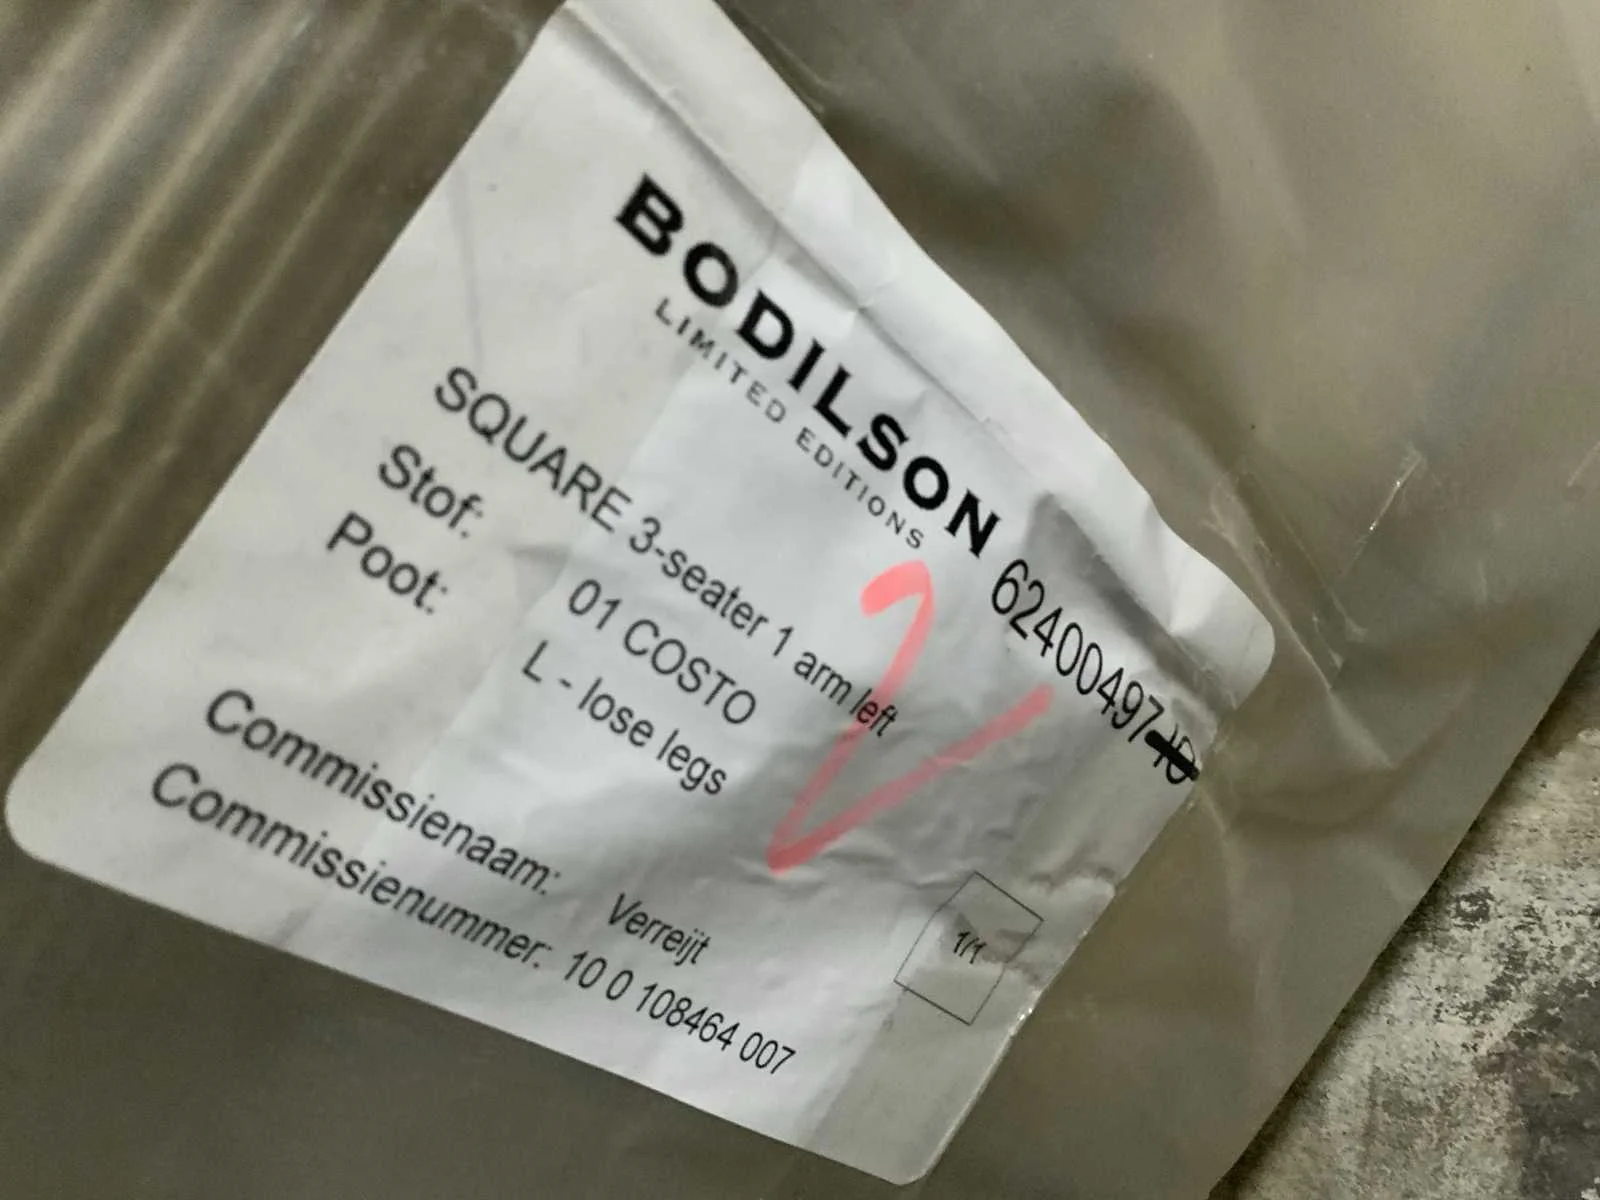 BODILSON
LIMITED EDITIONS
62400497-10
SQUARE 3-seater 1 arm left
Stof: 01 COSTO
Poot: L - lose legs
Commissienaam: Verreijt
Commissienummer: 10 0 108464 007
1/1